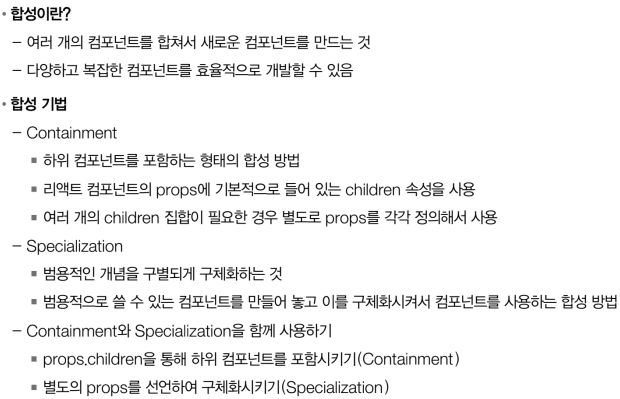 • 합성이란?
– 여러 개의 컴포넌트를 합쳐서 새로운 컴포넌트를 만드는 것
– 다양하고 복잡한 컴포넌트를 효율적으로 개발할 수 있음
• 합성 기법
– Containment
▪ 하위 컴포넌트를 포함하는 형태의 합성 방법
▪ 리액트 컴포넌트의 props에 기본적으로 들어 있는 children 속성을 사용
▪ 여러 개의 children 집합이 필요한 경우 별도로 props를 각각 정의해서 사용
– Specialization
▪ 범용적인 개념을 구별되게 구체화하는 것
▪ 범용적으로 쓸 수 있는 컴포넌트를 만들어 놓고 이를 구체화시켜서 컴포넌트를 사용하는 합성 방법
– Containment와 Specialization을 함께 사용하기
▪ props.children을 통해 하위 컴포넌트를 포함시키기(Containment)
▪ 별도의 props를 선언하여 구체화시키기(Specialization)